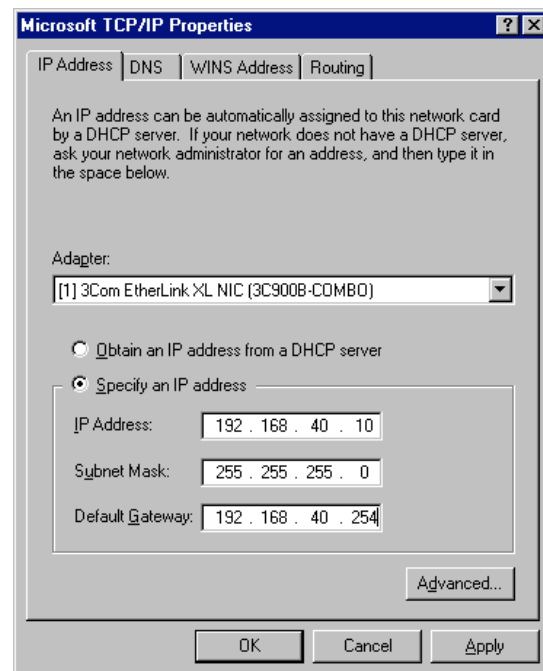 Microsoft TCP/IP Properties
IP Address DNS WINS Address Routing
An IP address can be automatically assigned to this network card
by a DHCP server. If your network does not have a DHCP server,
ask your network administrator for an address, and then type it in
the space below.
Adapter:
[1] 3Com EtherLink XL NIC (3C900B-COMBO)
Obtain an IP address from a DHCP server
Specify an IP address
IP Address: 192 . 168 . 40 . 10
Subnet Mask: 255 . 255 . 255 . 0
Default Gateway: 192 . 168 . 40 . 254
Advanced...
OK Cancel Apply